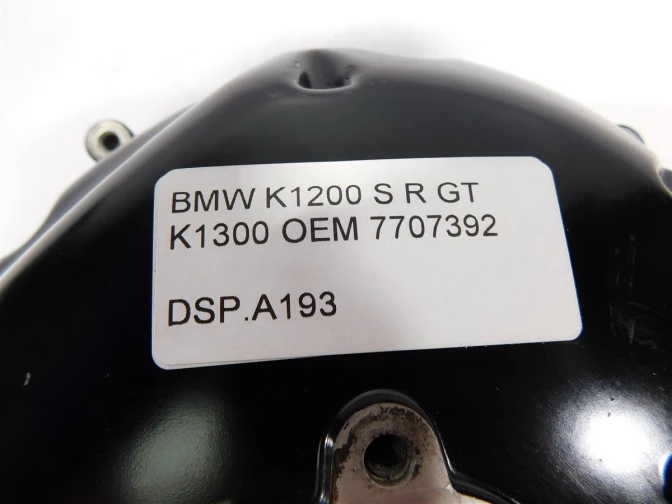 BMW K1200 S R GT
K1300 OEM 7707392
DSP.A193